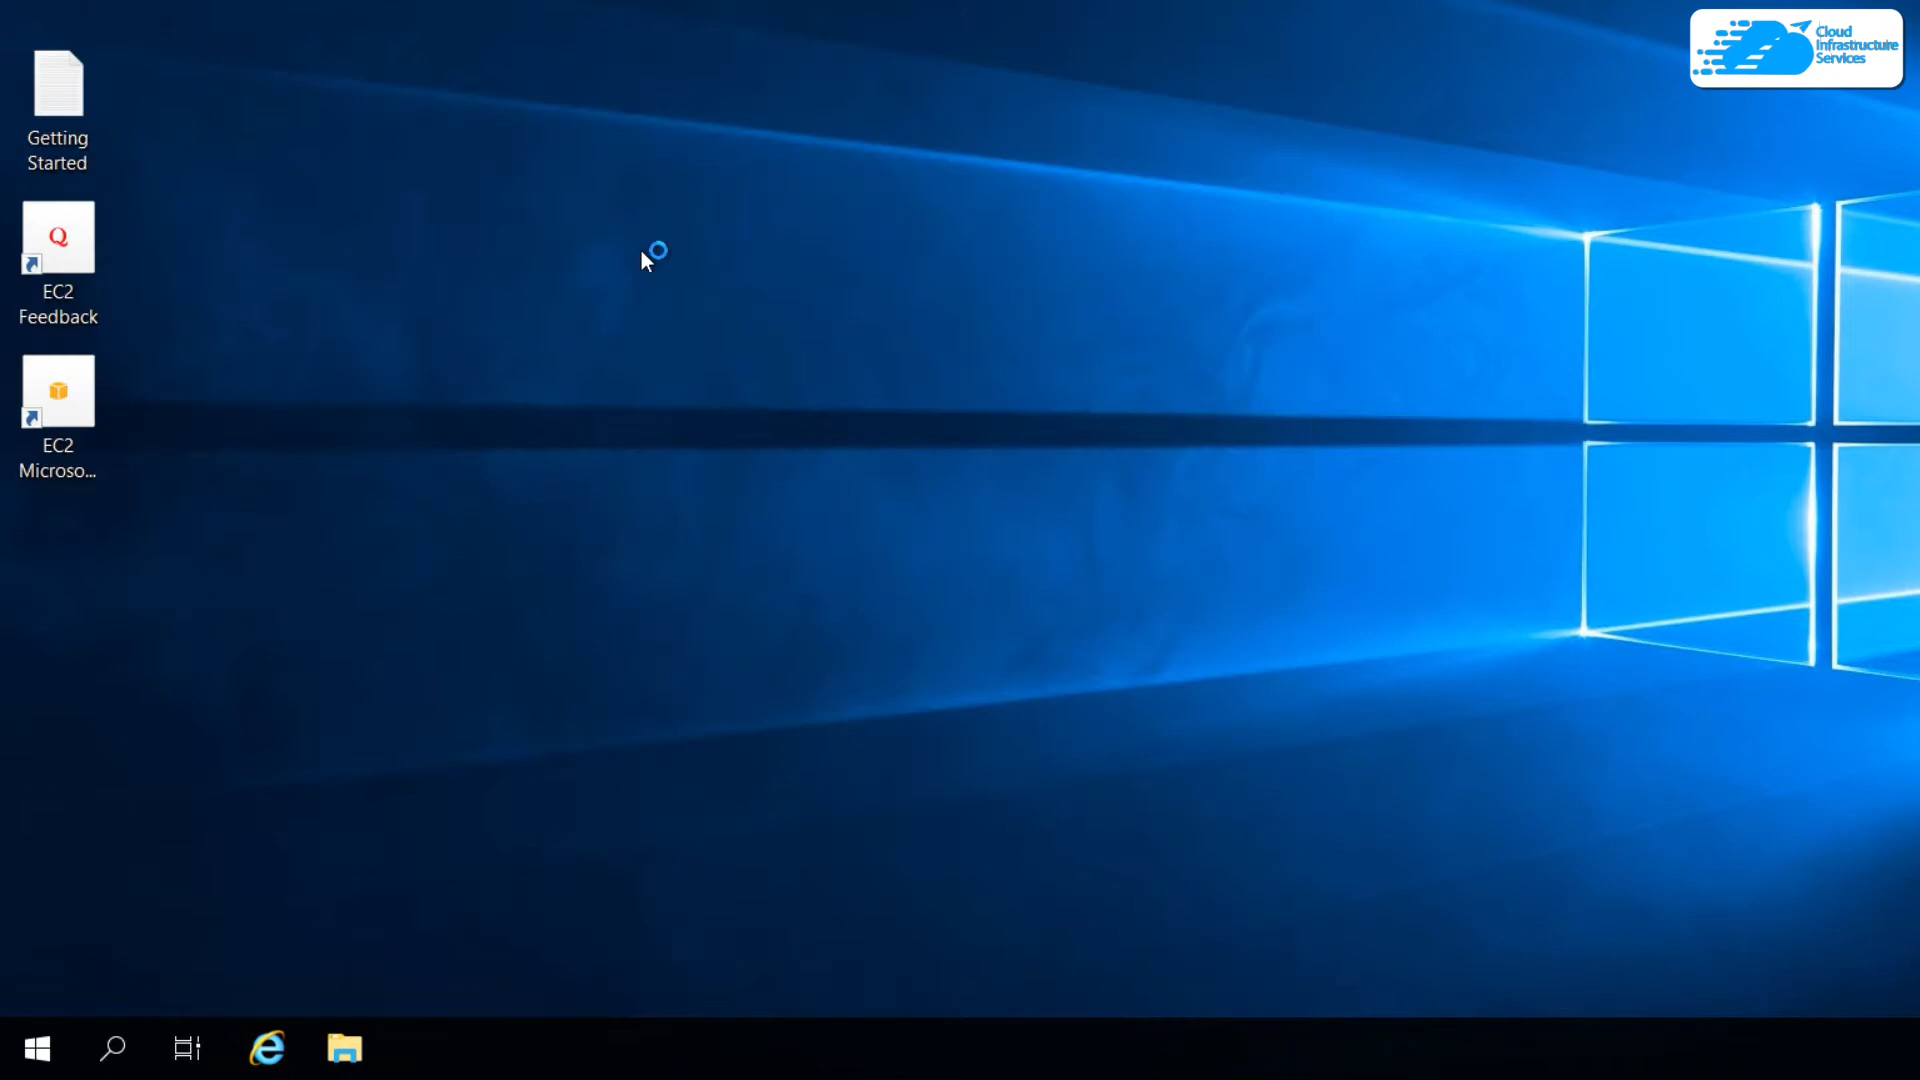 Cloud
Infrastructure
Services
Getting
Started
Q
EC2
Feedback
EC2
Microso...